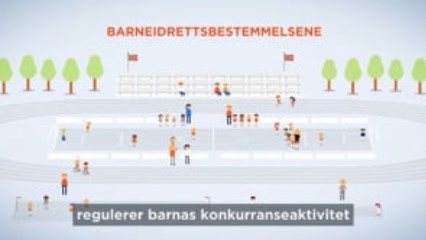 BARNEIDRETTSBESTEMMELSENE
regulerer barnas konkurranseaktivitet